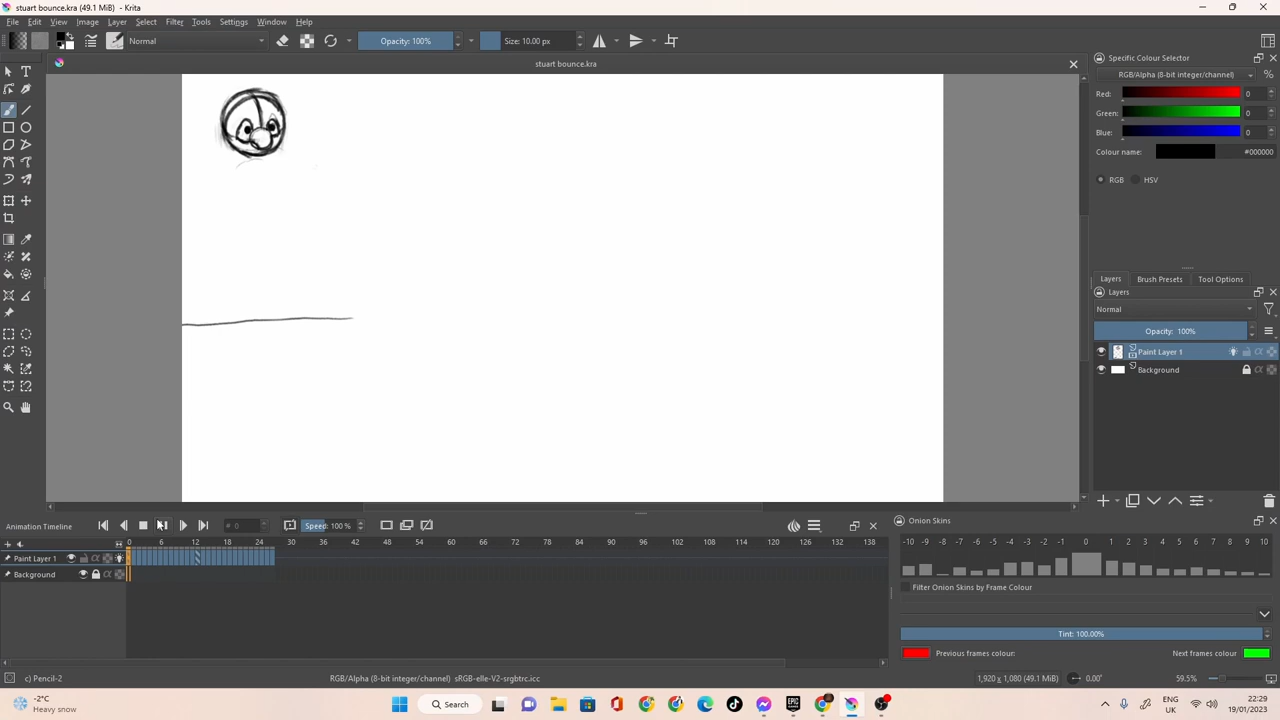 stuart bounce.kra (49.1 MiB) - Krita
File Edit View Image Layer Select Filter Tools Settings Window Help
Normal Opacity: 100% Size: 10.00 px
stuart bounce.kra
Specific Colour Selector
RGB/Alpha (8-bit integer/channel) %
Red: 0
Green: 0
Blue: 0
Colour name: #000000
RGB HSV
Layers Brush Presets Tool Options
Layers
Normal
Opacity: 100%
Paint Layer 1
Background
Animation Timeline # 0 Speed: 100 %
0 6 12 18 24 30 36 42 48 54 60 66 72 78 84 90 96 102 108 114 120 126 132 138
Paint Layer 1
Background
Onion Skins
-10 -9 -8 -7 -6 -5 -4 -3 -2 -1 0 1 2 3 4 5 6 7 8 9 10
Filter Onion Skins by Frame Colour
Tint: 100.00%
Previous frames colour: Next frames colour:
c) Pencil-2 RGB/Alpha (8-bit integer/channel) sRGB-elle-V2-srgbtrc.icc 1,920 x 1,080 (49.1 MiB) 0.00° 59.5%
-2°C
Heavy snow
Search
ENG
UK
22:29
19/01/2023